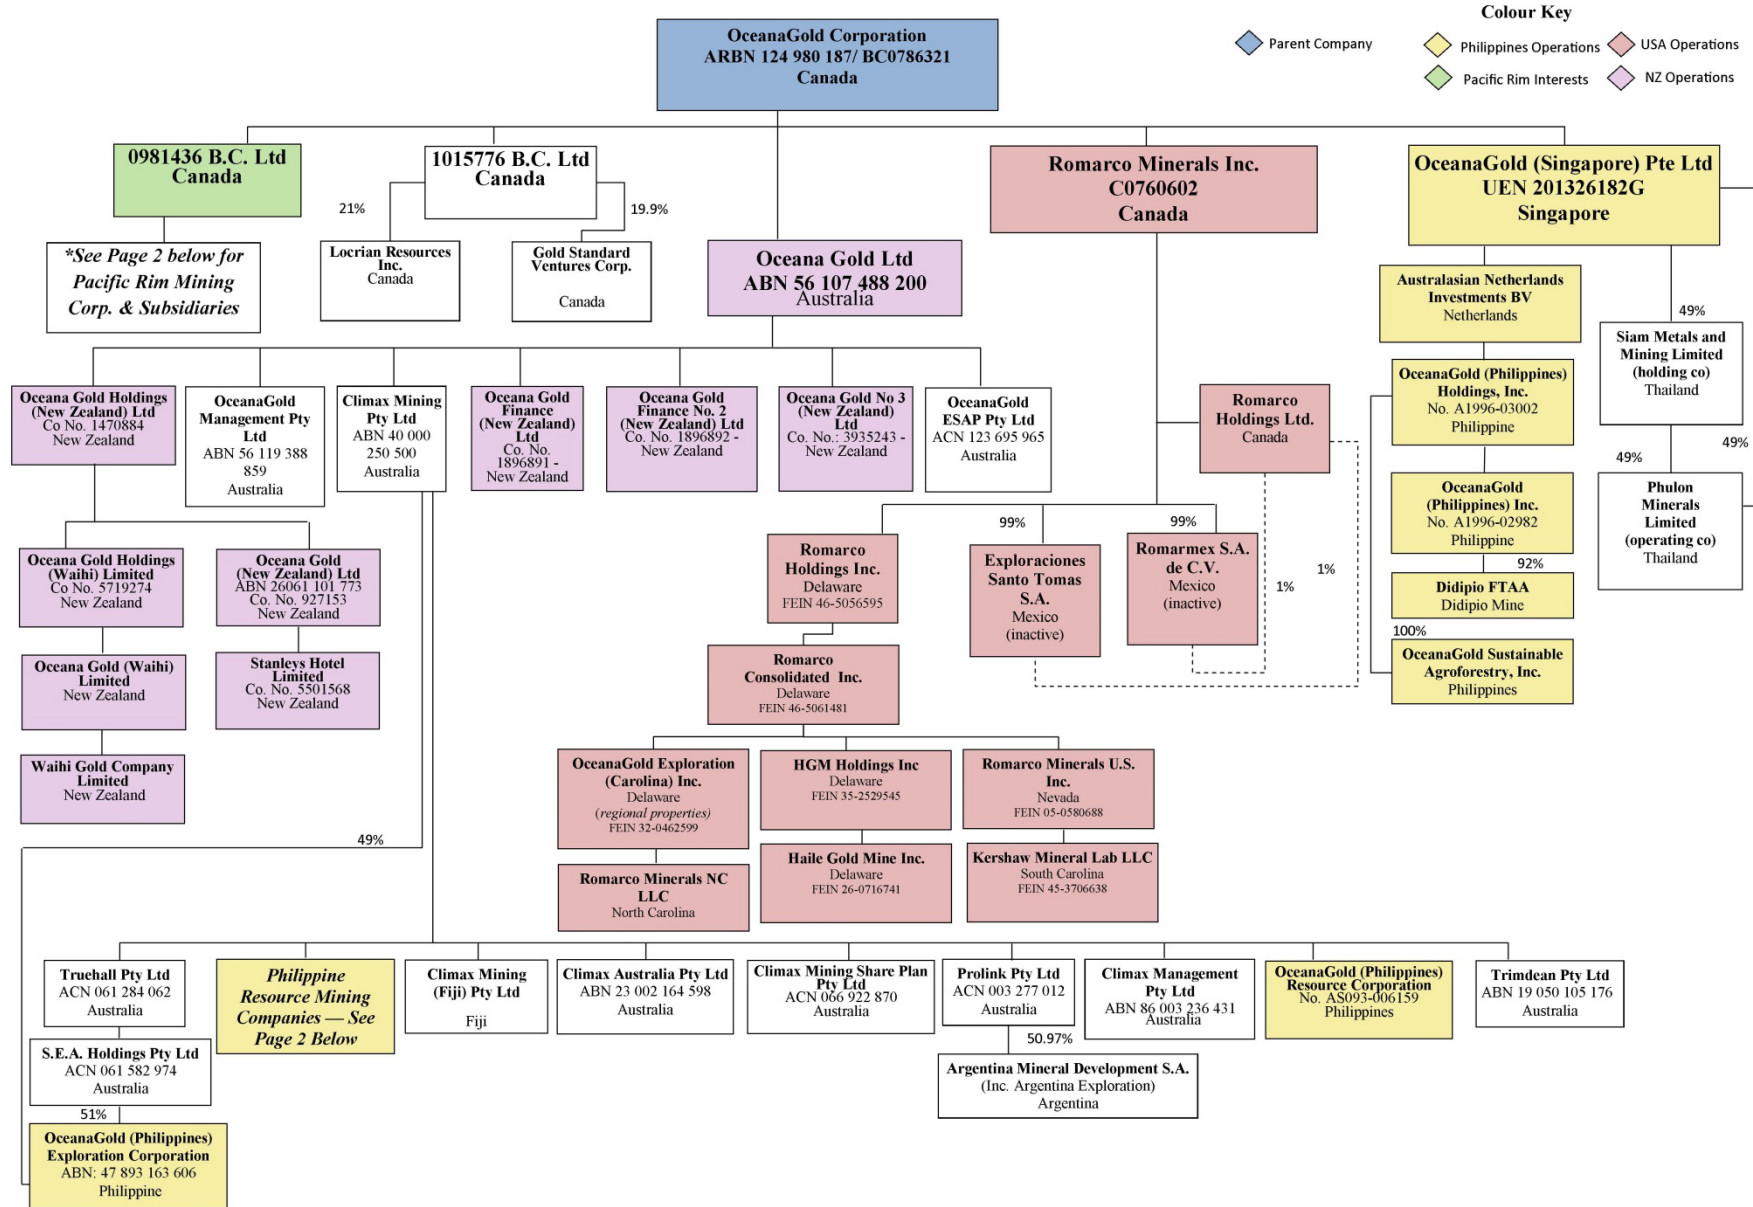 Colour Key
Parent Company
Philippines Operations
USA Operations
Pacific Rim Interests
NZ Operations
OceanaGold Corporation
ARBN 124 980 187/ BC0786321
Canada
0981436 B.C. Ltd
Canada
1015776 B.C. Ltd
Canada
Romarco Minerals Inc.
C0760602
Canada
OceanaGold (Singapore) Pte Ltd
UEN 201326182G
Singapore
21%
19.9%
*See Page 2 below for
Pacific Rim Mining
Corp. & Subsidiaries
Locrian Resources
Inc.
Canada
Gold Standard
Ventures Corp.
Canada
Oceana Gold Ltd
ABN 56 107 488 200
Australia
Australasian Netherlands
Investments BV
Netherlands
49%
Siam Metals and
Mining Limited
(holding co)
Thailand
Oceana Gold Holdings
(New Zealand) Ltd
Co No. 1470884
New Zealand
OceanaGold
Management Pty
Ltd
ABN 56 119 388
859
Australia
Climax Mining
Pty Ltd
ABN 40 000
250 500
Australia
Oceana Gold
Finance
(New Zealand)
Ltd
Co. No.
1896891 -
New Zealand
Oceana Gold
Finance No. 2
(New Zealand) Ltd
Co. No. 1896892 -
New Zealand
Oceana Gold No 3
(New Zealand)
Ltd
Co. No.: 3935243 -
New Zealand
OceanaGold
ESAP Pty Ltd
ACN 123 695 965
Australia
Romarco
Holdings Ltd.
Canada
OceanaGold (Philippines)
Holdings, Inc.
No. A1996-03002
Philippine
49%
49%
OceanaGold
(Philippines) Inc.
No. A1996-02982
Philippine
Phulon
Minerals
Limited
(operating co)
Thailand
99%
99%
Oceana Gold Holdings
(Waihi) Limited
Co No. 5719274
New Zealand
Oceana Gold
(New Zealand) Ltd
ABN 26061 101 773
Co. No. 927153
New Zealand
Romarco
Holdings Inc.
Delaware
FEIN 46-5056595
Exploraciones
Santo Tomas
S.A.
Mexico
(inactive)
Romarmex S.A.
de C.V.
Mexico
(inactive)
1%
1%
92%
Didipio FTAA
Didipio Mine
100%
OceanaGold Sustainable
Agroforestry, Inc.
Philippines
Oceana Gold (Waihi)
Limited
New Zealand
Stanleys Hotel
Limited
Co. No. 5501568
New Zealand
Romarco
Consolidated Inc.
Delaware
FEIN 46-5061481
Waihi Gold Company
Limited
New Zealand
OceanaGold Exploration
(Carolina) Inc.
Delaware
(regional properties)
FEIN 32-0462599
HGM Holdings Inc
Delaware
FEIN 35-2529545
Romarco Minerals U.S.
Inc.
Nevada
FEIN 05-0580688
49%
Romarco Minerals NC
LLC
North Carolina
Haile Gold Mine Inc.
Delaware
FEIN 26-0716741
Kershaw Mineral Lab LLC
South Carolina
FEIN 45-3706638
Truehall Pty Ltd
ACN 061 284 062
Australia
Philippine
Resource Mining
Companies — See
Page 2 Below
Climax Mining
(Fiji) Pty Ltd
Fiji
Climax Australia Pty Ltd
ABN 23 002 164 598
Australia
Climax Mining Share Plan
Pty Ltd
ACN 066 922 870
Australia
Prolink Pty Ltd
ACN 003 277 012
Australia
Climax Management
Pty Ltd
ABN 86 003 236 431
Australia
OceanaGold (Philippines)
Resource Corporation
No. AS093-006159
Philippines
Trimdean Pty Ltd
ABN 19 050 105 176
Australia
S.E.A. Holdings Pty Ltd
ACN 061 582 974
Australia
50.97%
Argentina Mineral Development S.A.
(Inc. Argentina Exploration)
Argentina
51%
OceanaGold (Philippines)
Exploration Corporation
ABN: 47 893 163 606
Philippine